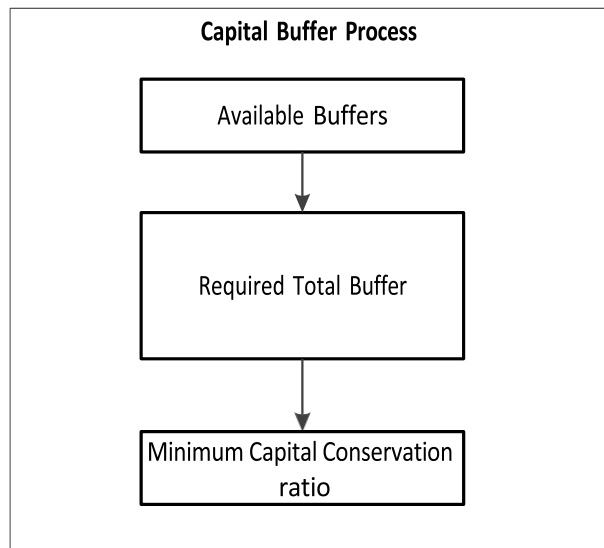 Capital Buffer Process
Available Buffers
Required Total Buffer
Minimum Capital Conservation
ratio